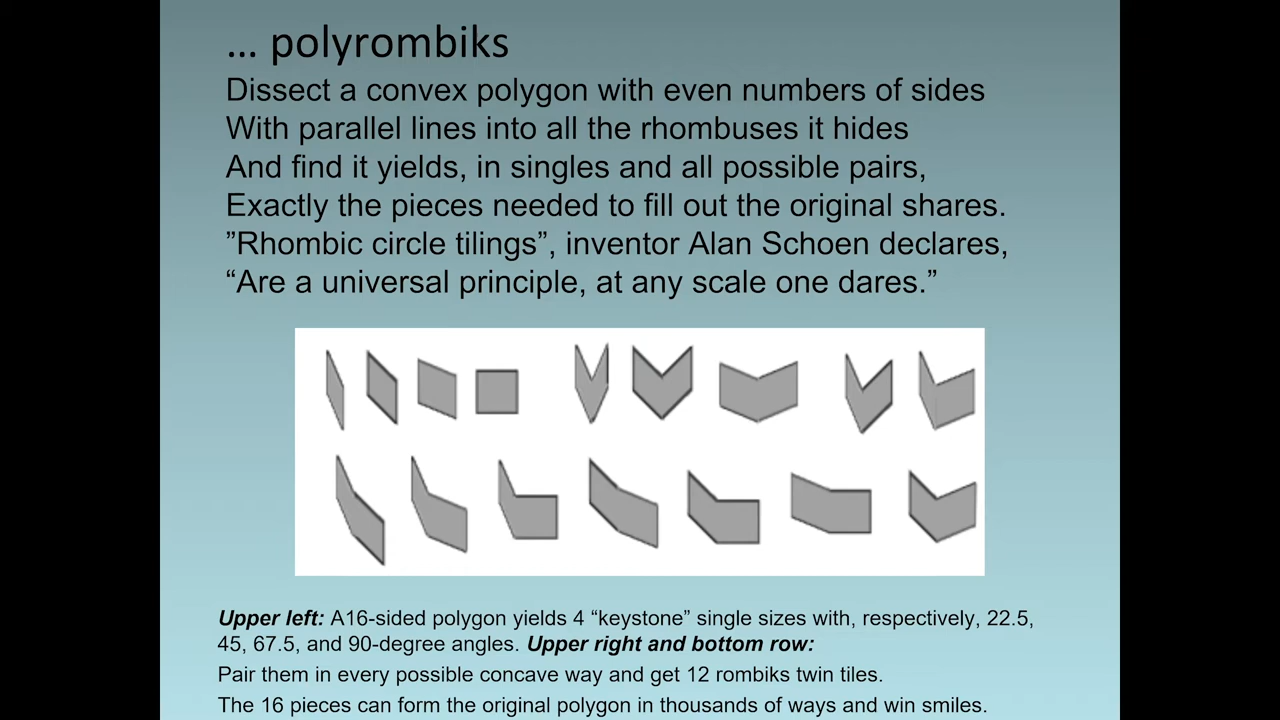 … polyrombiks
Dissect a convex polygon with even numbers of sides
With parallel lines into all the rhombuses it hides
And find it yields, in singles and all possible pairs,
Exactly the pieces needed to fill out the original shares.
”Rhombic circle tilings”, inventor Alan Schoen declares,
“Are a universal principle, at any scale one dares.”
Upper left: A16-sided polygon yields 4 “keystone” single sizes with, respectively, 22.5,
45, 67.5, and 90-degree angles. Upper right and bottom row:
Pair them in every possible concave way and get 12 rombiks twin tiles.
The 16 pieces can form the original polygon in thousands of ways and win smiles.